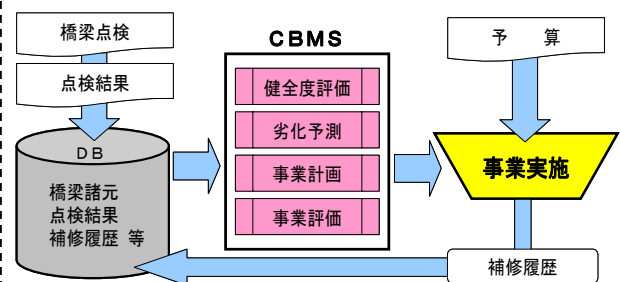 橋梁点検
点検結果
DB
橋梁諸元
点検結果
補修履歴 等
CBMS
健全度評価
劣化予測
事業計画
事業評価
予 算
事業実施
補修履歴